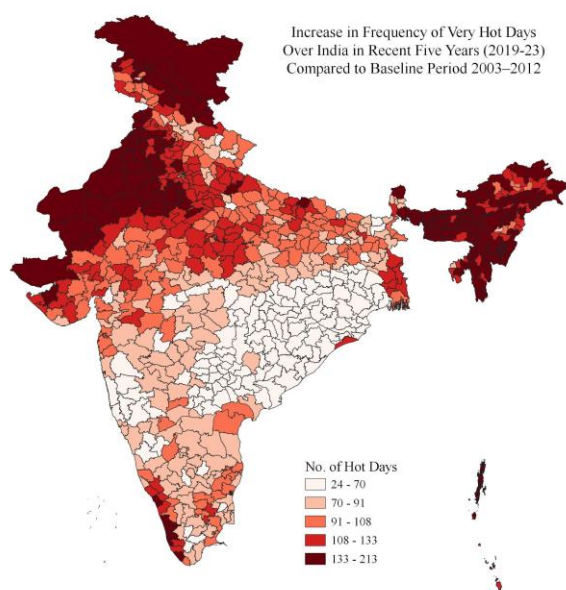 Increase in Frequency of Very Hot Days
Over India in Recent Five Years (2019-23)
Compared to Baseline Period 2003–2012
No. of Hot Days
24 - 70
70 - 91
91 - 108
108 - 133
133 - 213